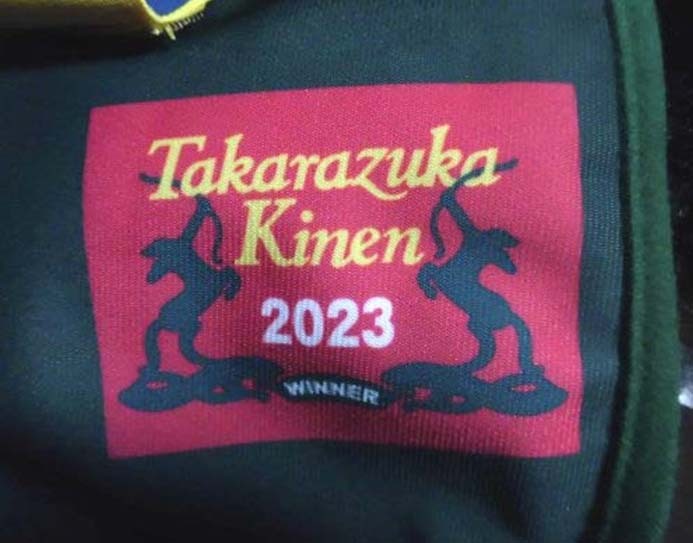 Takarazuka
Kinen
2023
WINNER